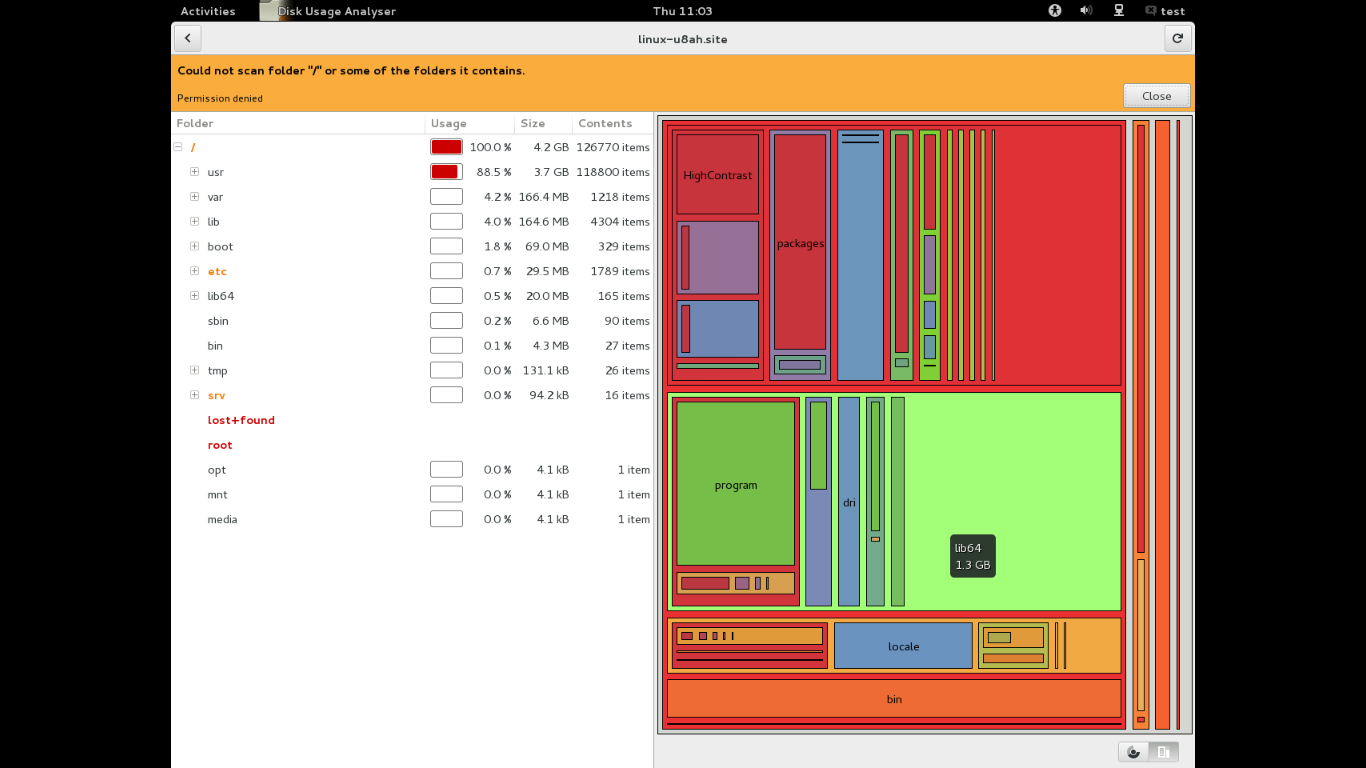 Activities Disk Usage Analyser Thu 11:03 test
linux-u8ah.site
Could not scan folder "/" or some of the folders it contains.
Permission denied
Close
Folder Usage Size Contents
/ 100.0 % 4.2 GB 126770 items
usr 88.5 % 3.7 GB 118800 items
var 4.2 % 166.4 MB 1218 items
lib 4.0 % 164.6 MB 4304 items
boot 1.8 % 69.0 MB 329 items
etc 0.7 % 29.5 MB 1789 items
lib64 0.5 % 20.0 MB 165 items
sbin 0.2 % 6.6 MB 90 items
bin 0.1 % 4.3 MB 27 items
tmp 0.0 % 131.1 kB 26 items
srv 0.0 % 94.2 kB 16 items
lost+found
root
opt 0.0 % 4.1 kB 1 item
mnt 0.0 % 4.1 kB 1 item
media 0.0 % 4.1 kB 1 item
HighContrast
packages
program
dri
lib64
1.3 GB
locale
bin